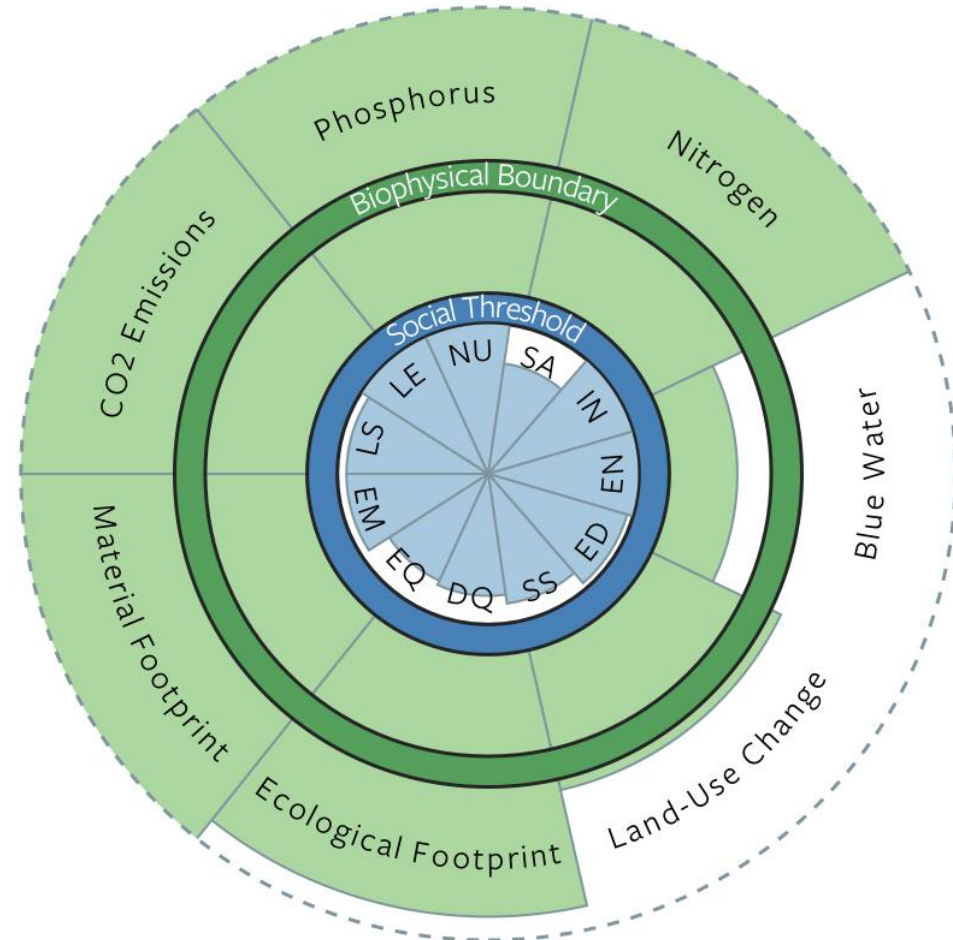 Phosphorus
Nitrogen
CO2 Emissions
Biophysical Boundary
Social Threshold
NU
SA
LE
IN
LS
EN
EM
ED
EQ
DQ
SS
Blue Water
Material Footprint
Land-Use Change
Ecological Footprint